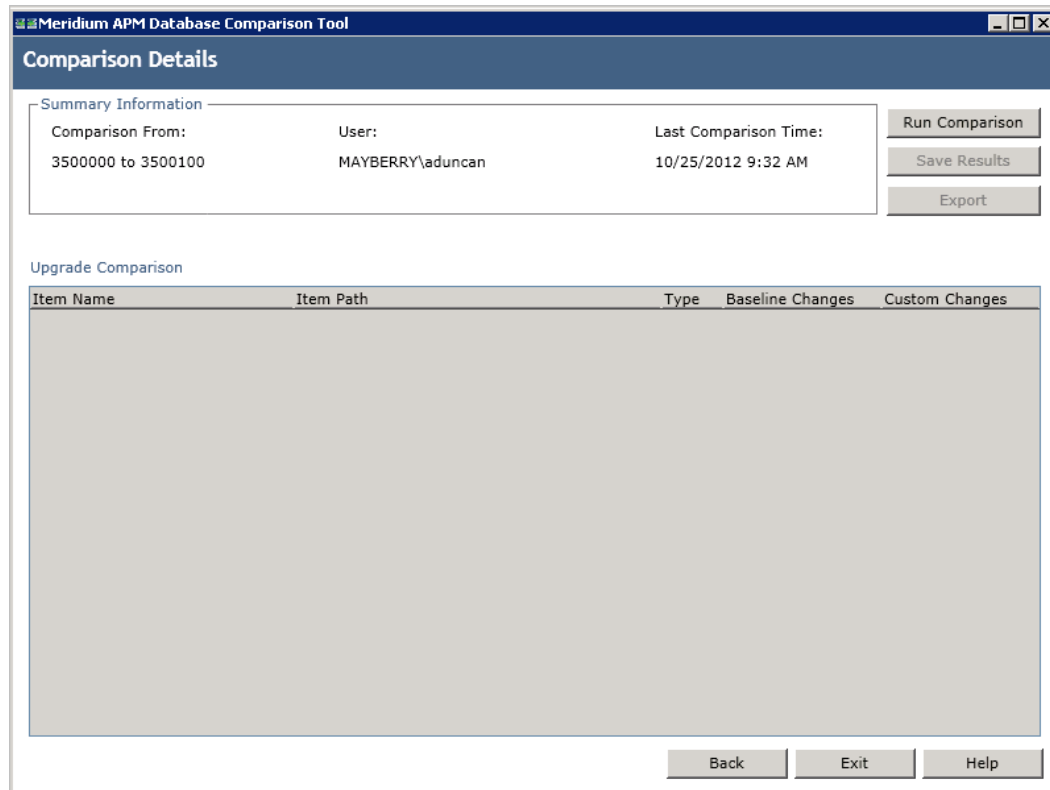 Meridium APM Database Comparison Tool
Comparison Details
Summary Information
Comparison From: User: Last Comparison Time:
3500000 to 3500100 MAYBERRY\aduncan 10/25/2012 9:32 AM
Run Comparison
Save Results
Export
Upgrade Comparison
Item Name Item Path Type Baseline Changes Custom Changes
Back Exit Help